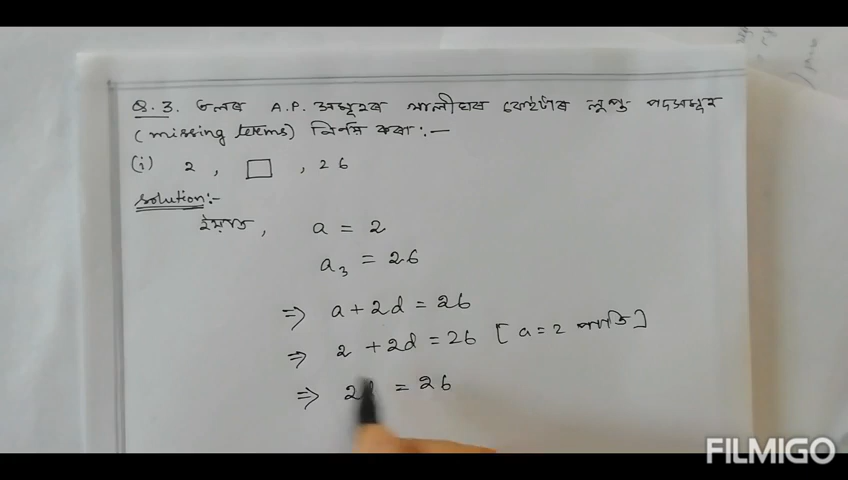 Q.3. তলৰ A.P. সমূহৰ খালীঘৰ কেইটাৰ লুপ্ত পদসমূহ
(missing terms) নিৰ্ণয় কৰা :—
(i) 2 , □ , 26
Solution:-
ইয়াত, a = 2
a₃ = 26
⇒ a + 2d = 26
⇒ 2 + 2d = 26 [a = 2 পাতি]
⇒ 2d = 26
FILMIGO